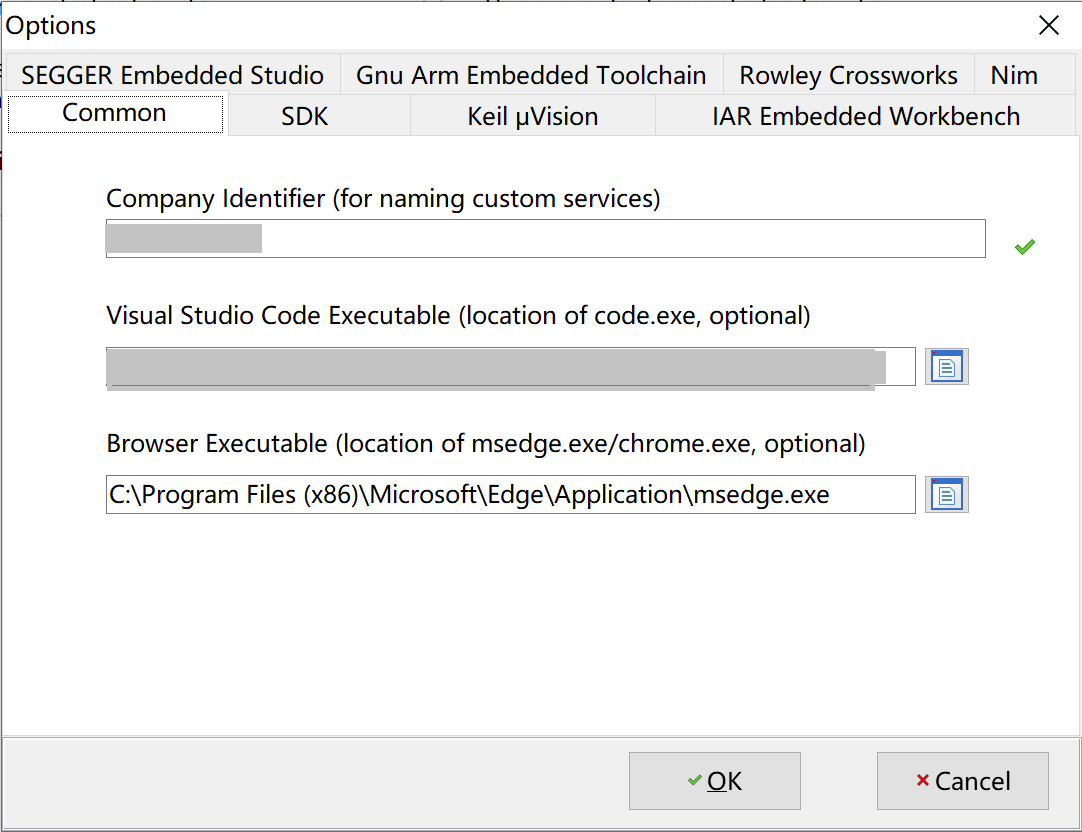 Options
SEGGER Embedded Studio Gnu Arm Embedded Toolchain Rowley Crossworks Nim
Common SDK Keil µVision IAR Embedded Workbench
Company Identifier (for naming custom services)
Visual Studio Code Executable (location of code.exe, optional)
Browser Executable (location of msedge.exe/chrome.exe, optional)
C:\Program Files (x86)\Microsoft\Edge\Application\msedge.exe
OK Cancel